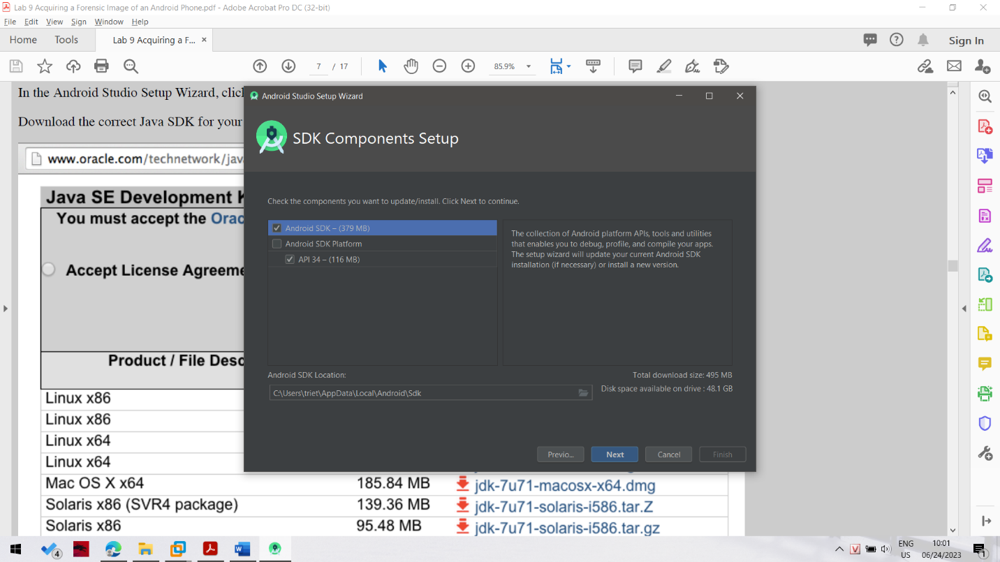 Lab 9 Acquiring a Forensic Image of an Android Phone.pdf - Adobe Acrobat Pro DC (32-bit)
File Edit View Sign Window Help
Home Tools Lab 9 Acquiring a F... × Sign In
7 / 17 85.9%
In the Android Studio Setup Wizard, clic
Download the correct Java SDK for your
www.oracle.com/technetwork/jav
Java SE Development K
You must accept the Orac
Accept License Agreeme
Product / File Desc
Linux x86
Linux x86
Linux x64
Linux x64
Mac OS X x64 185.84 MB jdk-7u71-macosx-x64.dmg
Solaris x86 (SVR4 package) 139.36 MB jdk-7u71-solaris-i586.tar.Z
Solaris x86 95.48 MB jdk-7u71-solaris-i586.tar.gz
Android Studio Setup Wizard
SDK Components Setup
Check the components you want to update/install. Click Next to continue.
Android SDK – (379 MB)
Android SDK Platform
API 34 – (116 MB)
The collection of Android platform APIs, tools and utilities
that enables you to debug, profile, and compile your apps.
The setup wizard will update your current Android SDK
installation (if necessary) or install a new version.
Android SDK Location:
C:\Users\triet\AppData\Local\Android\Sdk
Total download size: 495 MB
Disk space available on drive : 48.1 GB
Previo... Next Cancel Finish
4
ENG
US
10:01
06/24/2023
1